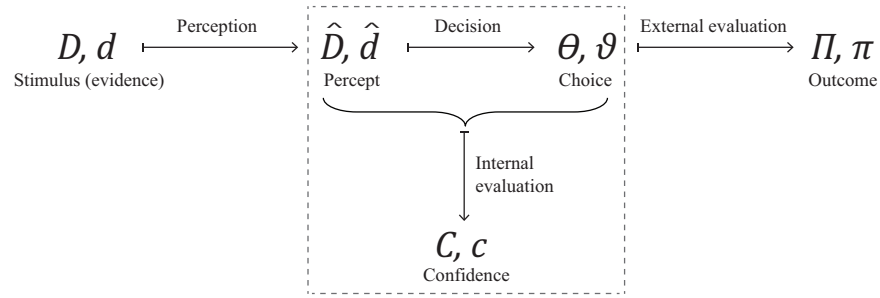 Perception
Decision
External evaluation
D, d
D̂, d̂
Θ, ϑ
Π, π
Stimulus (evidence)
Percept
Choice
Outcome
Internal
evaluation
C, c
Confidence